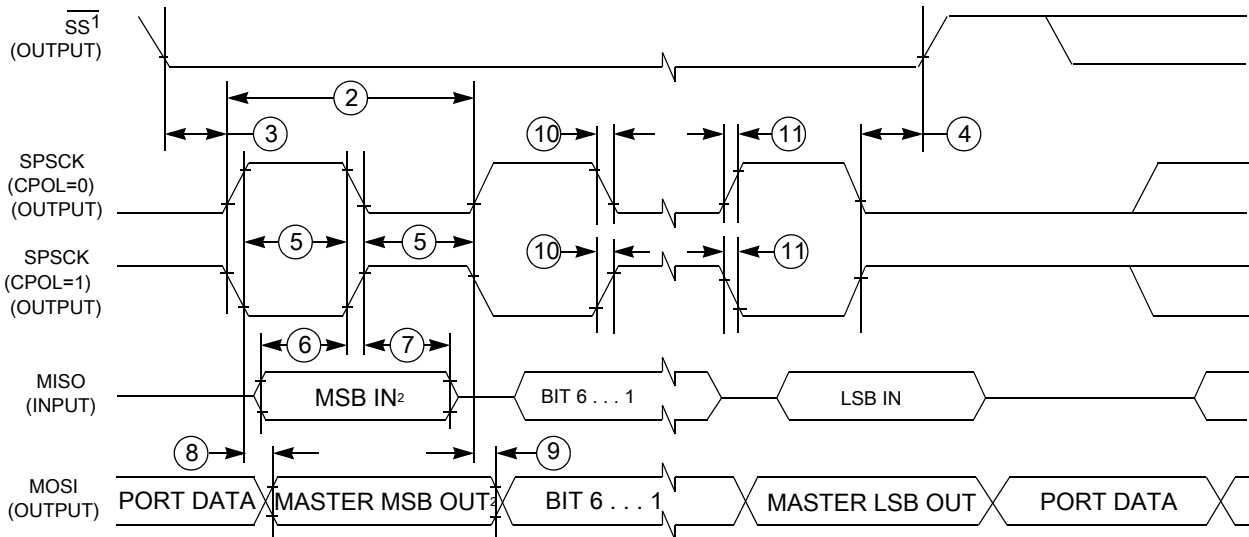 SS1
(OUTPUT)
2
3
10
11
4
SPSCK
(CPOL=0)
(OUTPUT)
5
5
SPSCK
(CPOL=1)
(OUTPUT)
10
11
6
7
MISO
(INPUT)
MSB IN2
BIT 6 . . . 1
LSB IN
8
9
MOSI
(OUTPUT)
PORT DATA
MASTER MSB OUT2
BIT 6 . . . 1
MASTER LSB OUT
PORT DATA